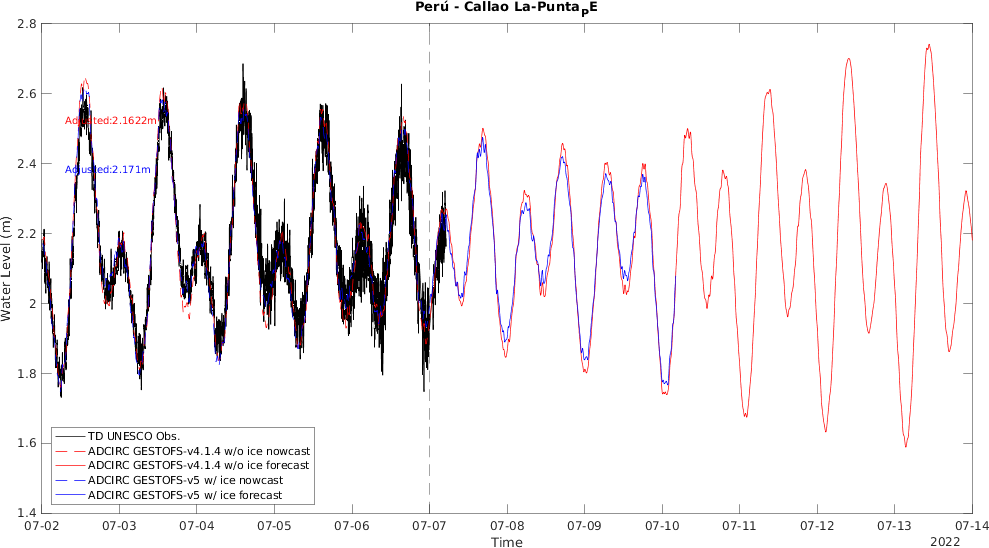 Perú - Callao La-PuntapE
2.8
2.6
2.4
2.2
2
1.8
1.6
1.4
Water Level (m)
Adjusted:2.1622m
Adjusted:2.171m
TD UNESCO Obs.
ADCIRC GESTOFS-v4.1.4 w/o ice nowcast
ADCIRC GESTOFS-v4.1.4 w/o ice forecast
ADCIRC GESTOFS-v5 w/ ice nowcast
ADCIRC GESTOFS-v5 w/ ice forecast
07-02 07-03 07-04 07-05 07-06 07-07 07-08 07-09 07-10 07-11 07-12 07-13 07-14
Time
2022